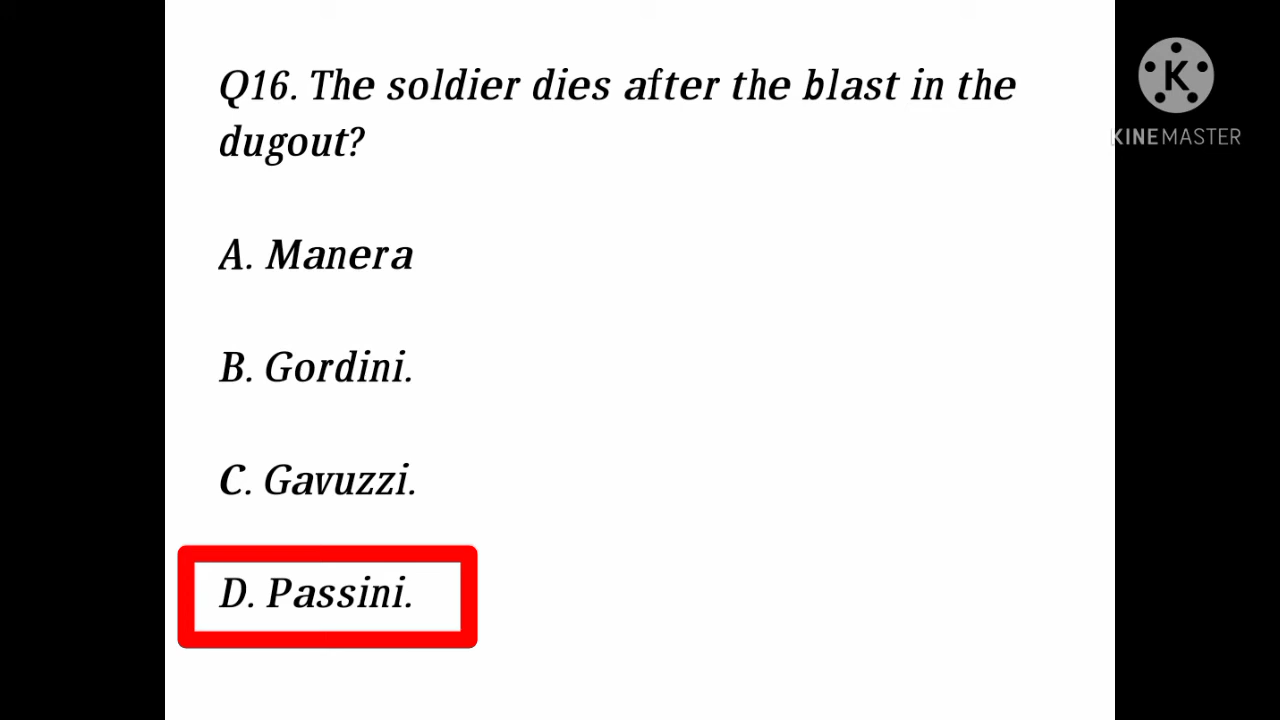 Q16. The soldier dies after the blast in the
dugout?
A. Manera
B. Gordini.
C. Gavuzzi.
D. Passini.
K
KINEMASTER